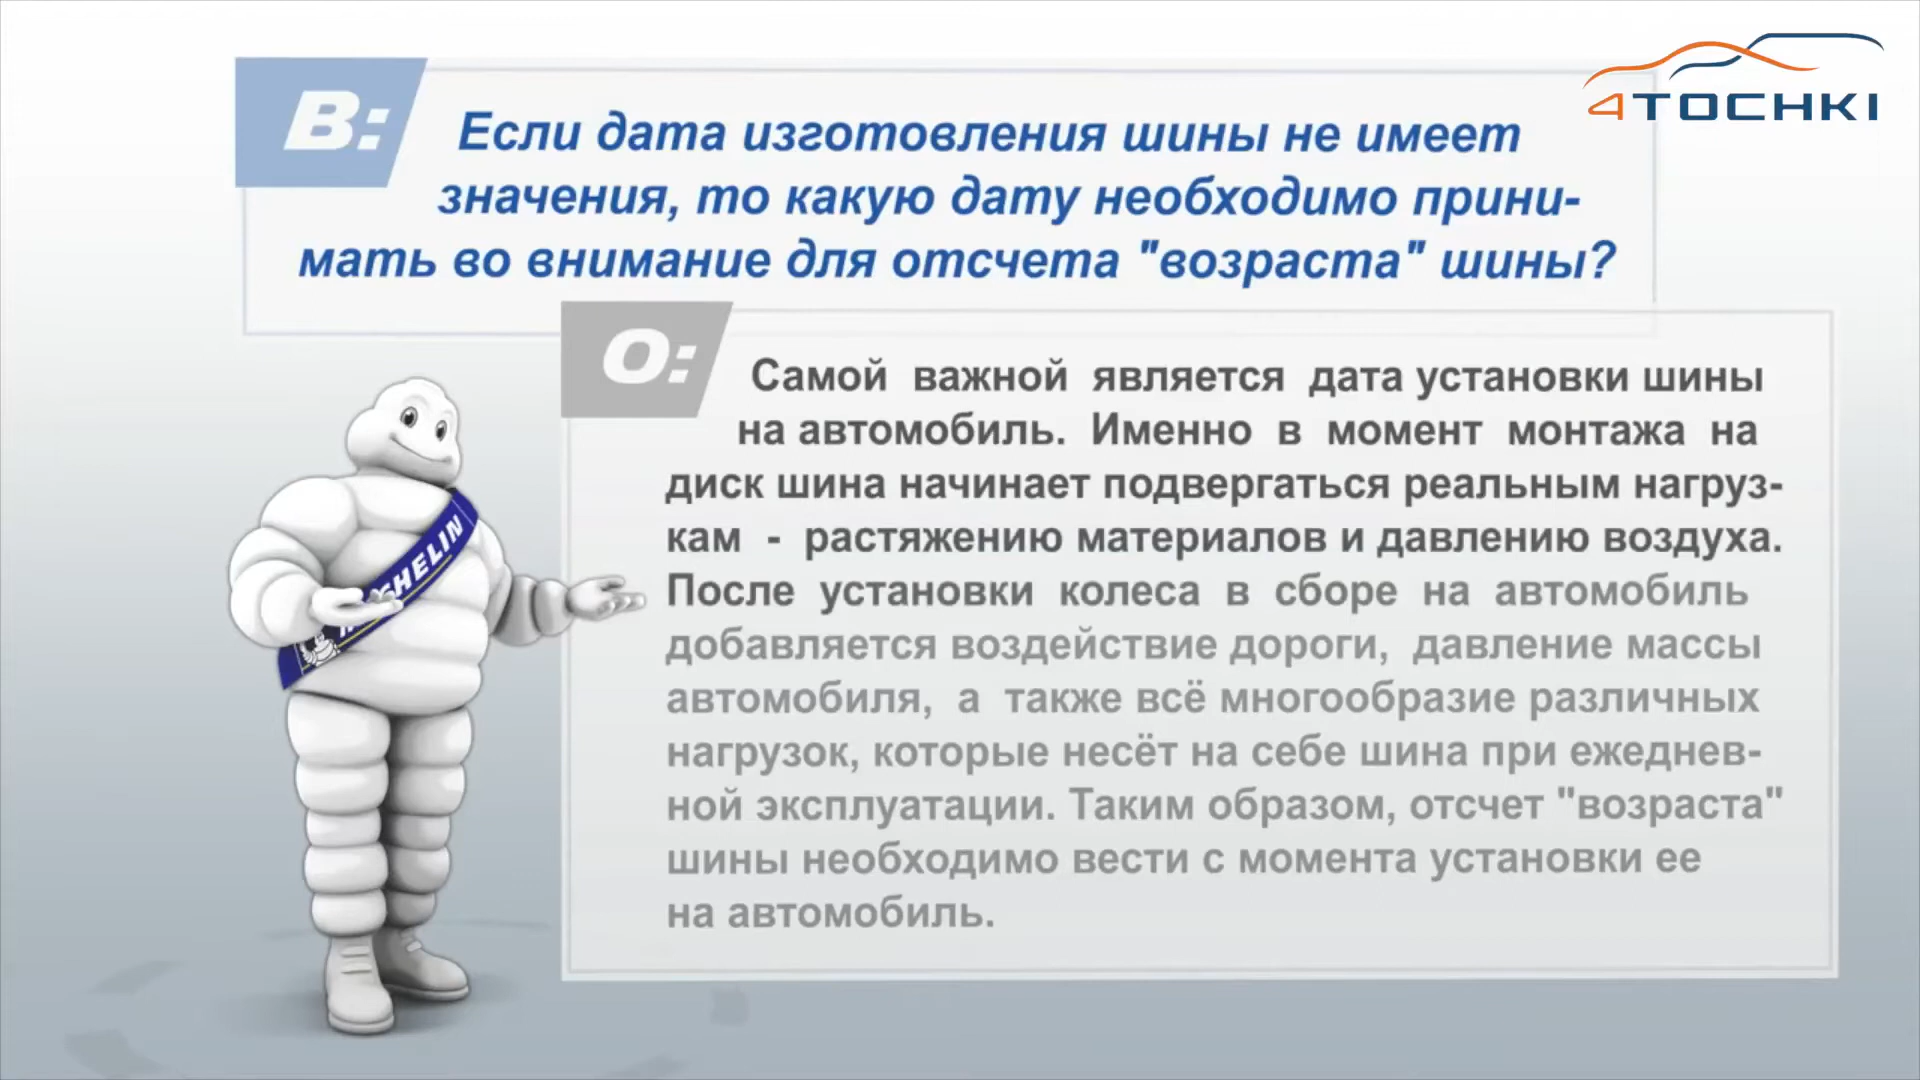 4TOCHKI
В:
Если дата изготовления шины не имеет
значения, то какую дату необходимо прини-
мать во внимание для отсчета "возраста" шины?
О:
Самой важной является дата установки шины
на автомобиль. Именно в момент монтажа на
диск шина начинает подвергаться реальным нагруз-
кам - растяжению материалов и давлению воздуха.
После установки колеса в сборе на автомобиль
добавляется воздействие дороги, давление массы
автомобиля, а также всё многообразие различных
нагрузок, которые несёт на себе шина при ежеднев-
ной эксплуатации. Таким образом, отсчет "возраста"
шины необходимо вести с момента установки ее
на автомобиль.